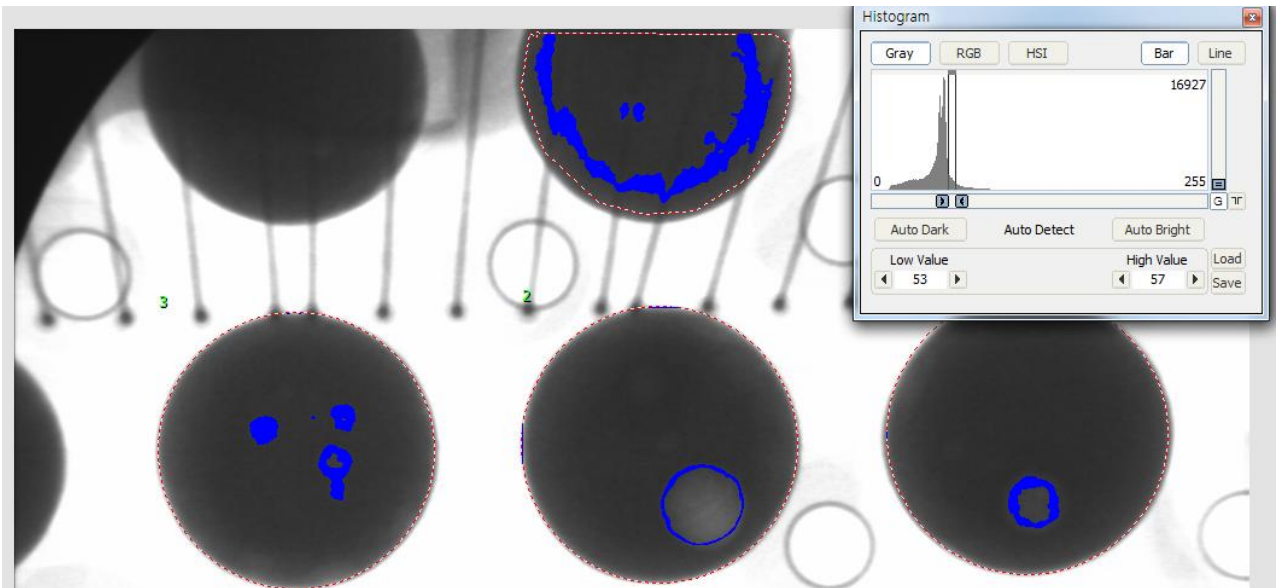 Histogram
Gray RGB HSI Bar Line
16927
0 255
G
Auto Dark Auto Detect Auto Bright
Low Value High Value Load
53 57 Save
3 2